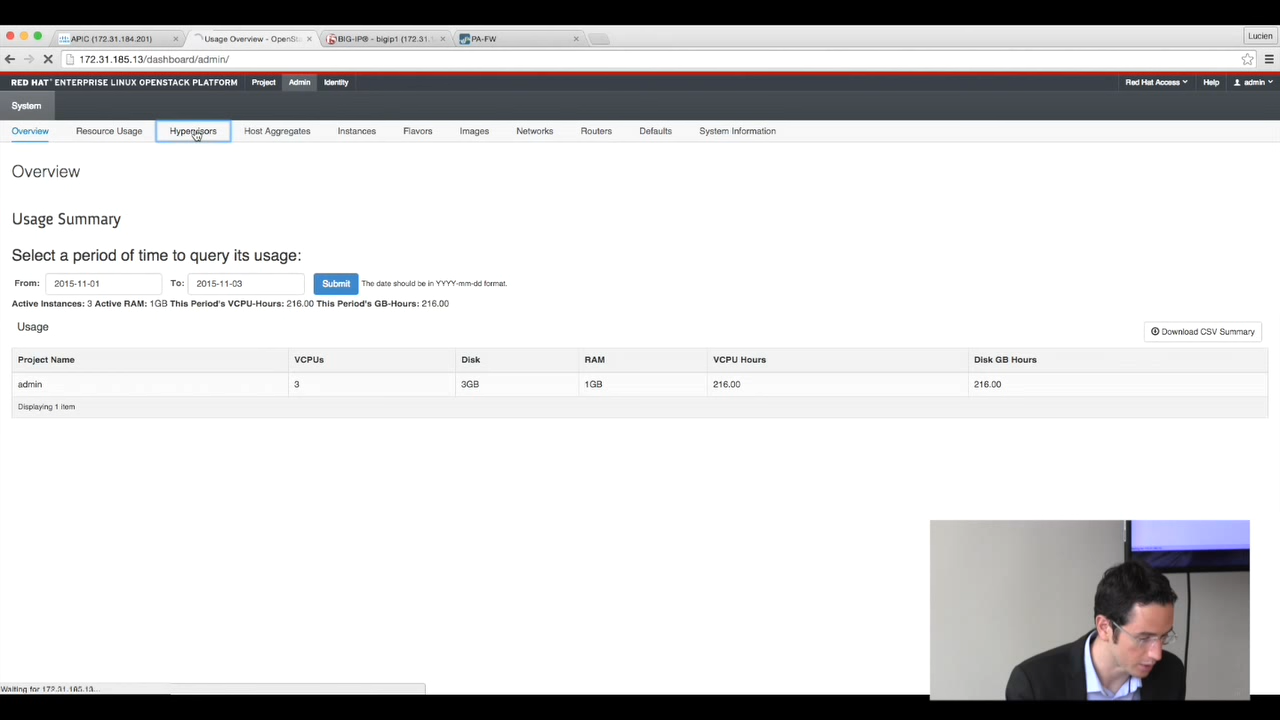 APIC (172.31.184.201)
Usage Overview - OpenSt
BIG-IP® - bigip1 (172.31.
PA-FW
Lucien
172.31.185.13/dashboard/admin/
RED HAT ENTERPRISE LINUX OPENSTACK PLATFORM Project Admin Identity Red Hat Access Help admin
System
Overview Resource Usage Hypervisors Host Aggregates Instances Flavors Images Networks Routers Defaults System Information
Overview
Usage Summary
Select a period of time to query its usage:
From: 2015-11-01 To: 2015-11-03 Submit The date should be in YYYY-mm-dd format.
Active Instances: 3 Active RAM: 1GB This Period's VCPU-Hours: 216.00 This Period's GB-Hours: 216.00
Usage
Download CSV Summary
Project Name VCPUs Disk RAM VCPU Hours Disk GB Hours
admin 3 3GB 1GB 216.00 216.00
Displaying 1 item
Waiting for 172.31.185.13...